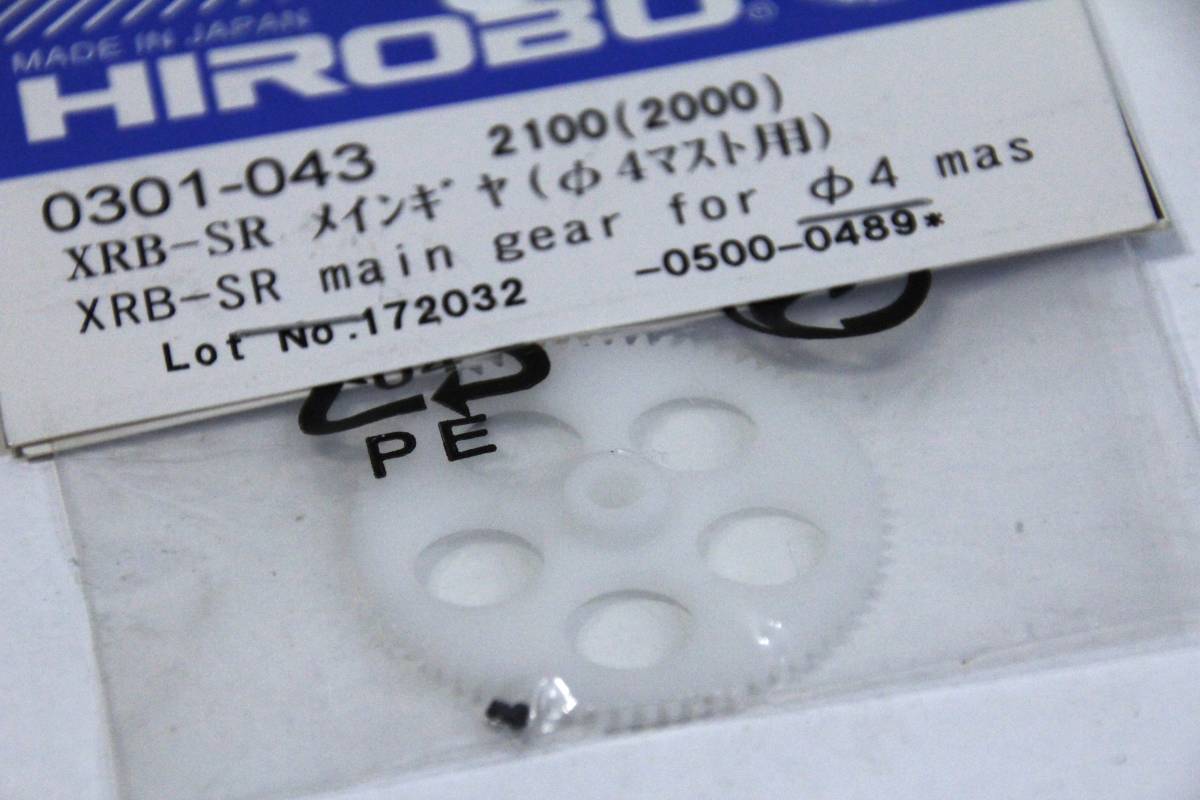 MADE IN JAPAN
HIROBO®
0301-043 2100(2000)
XRB-SR メインギヤ(φ4マスト用)
XRB-SR main gear for φ4 mas
Lot No.172032 -0500-0489*
PE